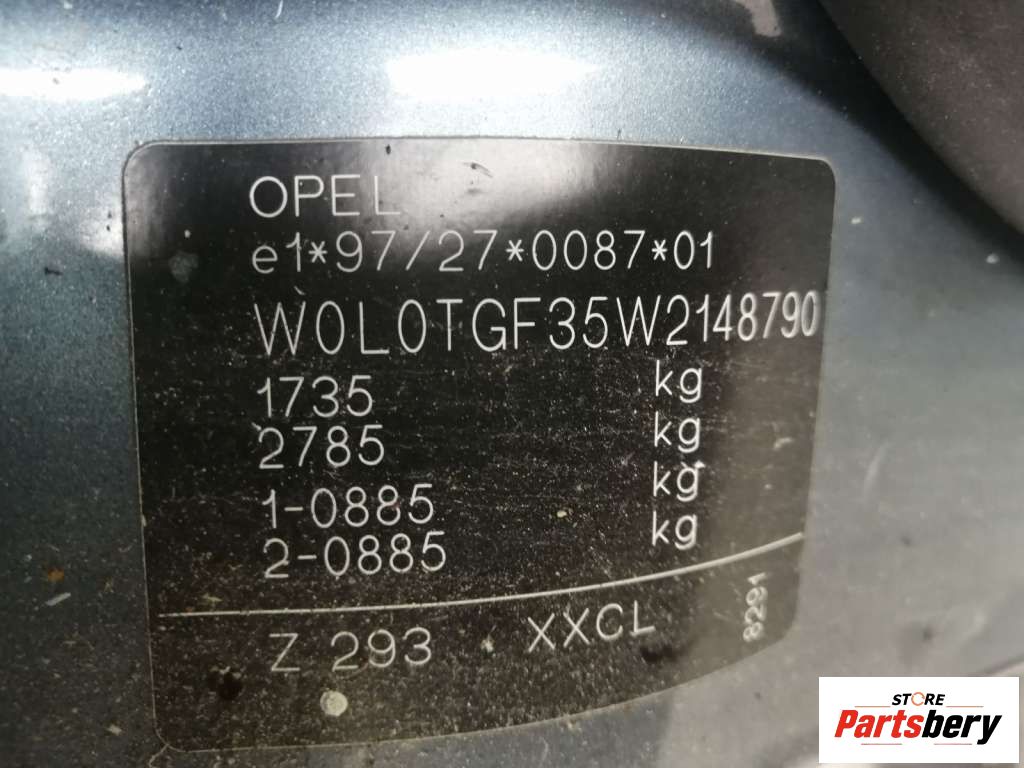 OPEL
e1*97/27*0087*01
W0L0TGF35W2148790
1735 kg
2785 kg
1-0885 kg
2-0885 kg
Z 293 XXCL 8291
STORE
Partsbery